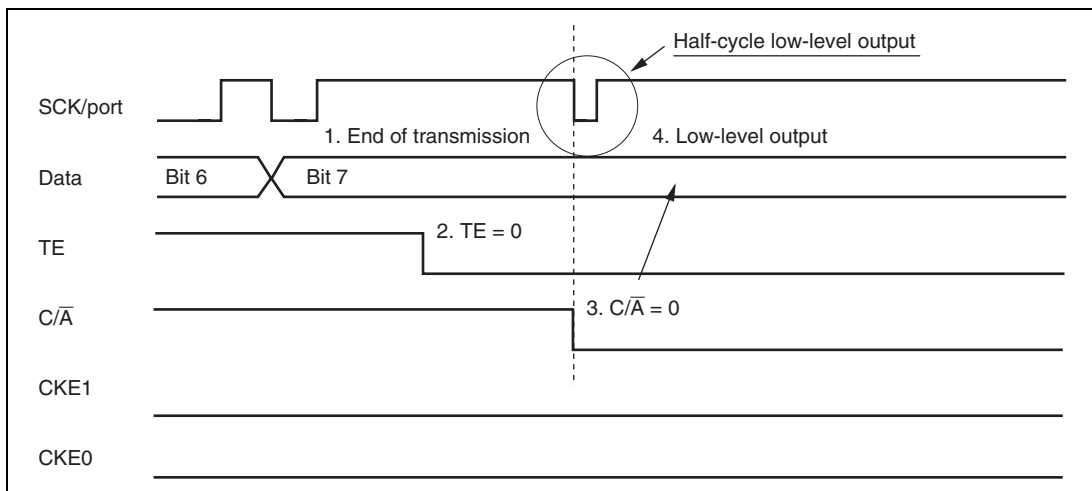 Half-cycle low-level output
SCK/port
1. End of transmission
4. Low-level output
Data
Bit 6
Bit 7
TE
2. TE = 0
C/A̅
3. C/A̅ = 0
CKE1
CKE0